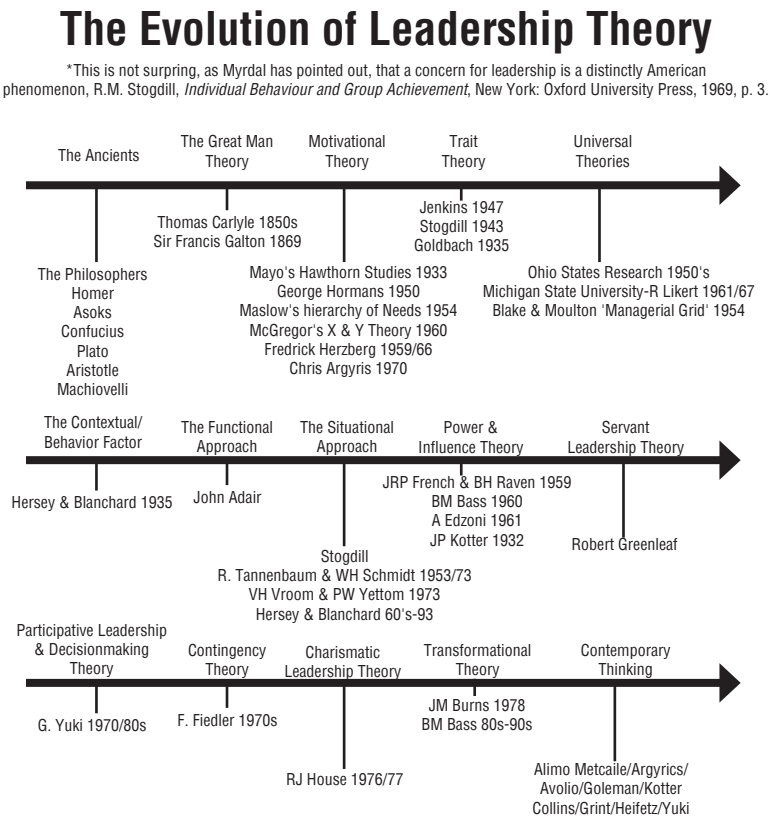 The Evolution of Leadership Theory
*This is not surpring, as Myrdal has pointed out, that a concern for leadership is a distinctly American
phenomenon, R.M. Stogdill, Individual Behaviour and Group Achievement, New York: Oxford University Press, 1969, p. 3.
The Ancients
The Philosophers
Homer
Asoks
Confucius
Plato
Aristotle
Machiovelli
The Great Man
Theory
Thomas Carlyle 1850s
Sir Francis Galton 1869
Motivational
Theory
Mayo's Hawthorn Studies 1933
George Hormans 1950
Maslow's hierarchy of Needs 1954
McGregor's X & Y Theory 1960
Fredrick Herzberg 1959/66
Chris Argyris 1970
Trait
Theory
Jenkins 1947
Stogdill 1943
Goldbach 1935
Universal
Theories
Ohio States Research 1950's
Michigan State University-R Likert 1961/67
Blake & Moulton 'Managerial Grid' 1954
The Contextual/
Behavior Factor
Hersey & Blanchard 1935
The Functional
Approach
John Adair
The Situational
Approach
Stogdill
R. Tannenbaum & WH Schmidt 1953/73
VH Vroom & PW Yettom 1973
Hersey & Blanchard 60's-93
Power &
Influence Theory
JRP French & BH Raven 1959
BM Bass 1960
A Edzoni 1961
JP Kotter 1932
Servant
Leadership Theory
Robert Greenleaf
Participative Leadership
& Decisionmaking
Theory
G. Yuki 1970/80s
Contingency
Theory
F. Fiedler 1970s
Charismatic
Leadership Theory
RJ House 1976/77
Transformational
Theory
JM Burns 1978
BM Bass 80s-90s
Contemporary
Thinking
Alimo Metcaile/Argyrics/
Avolio/Goleman/Kotter
Collins/Grint/Heifetz/Yuki